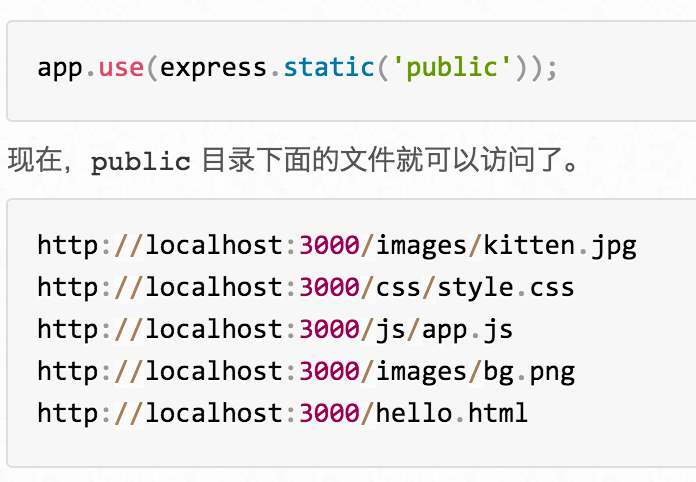 app.use(express.static('public'));
现在，public 目录下面的文件就可以访问了。
http://localhost:3000/images/kitten.jpg
http://localhost:3000/css/style.css
http://localhost:3000/js/app.js
http://localhost:3000/images/bg.png
http://localhost:3000/hello.html